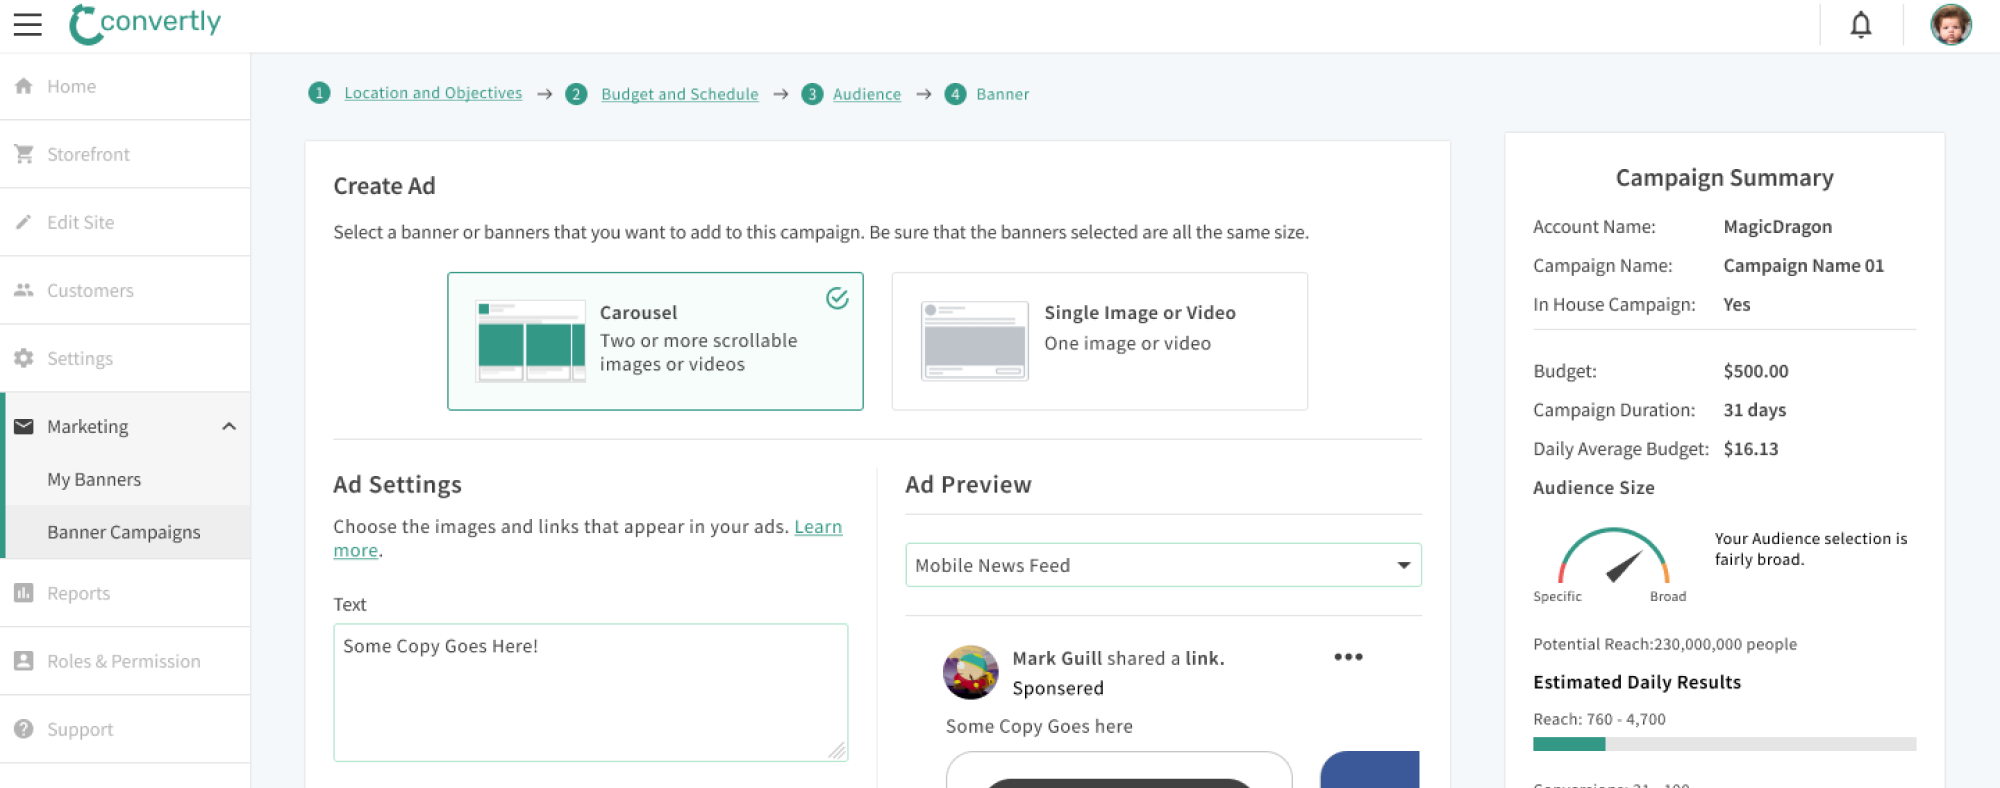 convertly
Home
Storefront
Edit Site
Customers
Settings
Marketing
My Banners
Banner Campaigns
Reports
Roles & Permission
Support
1 Location and Objectives → 2 Budget and Schedule → 3 Audience → 4 Banner
Create Ad
Select a banner or banners that you want to add to this campaign. Be sure that the banners selected are all the same size.
Carousel
Two or more scrollable
images or videos
Single Image or Video
One image or video
Ad Settings
Choose the images and links that appear in your ads. Learn
more.
Text
Some Copy Goes Here!
Ad Preview
Mobile News Feed
Mark Guill shared a link.
Sponsered
Some Copy Goes here
Campaign Summary
Account Name: MagicDragon
Campaign Name: Campaign Name 01
In House Campaign: Yes
Budget: $500.00
Campaign Duration: 31 days
Daily Average Budget: $16.13
Audience Size
Your Audience selection is
fairly broad.
Specific Broad
Potential Reach:230,000,000 people
Estimated Daily Results
Reach: 760 - 4,700